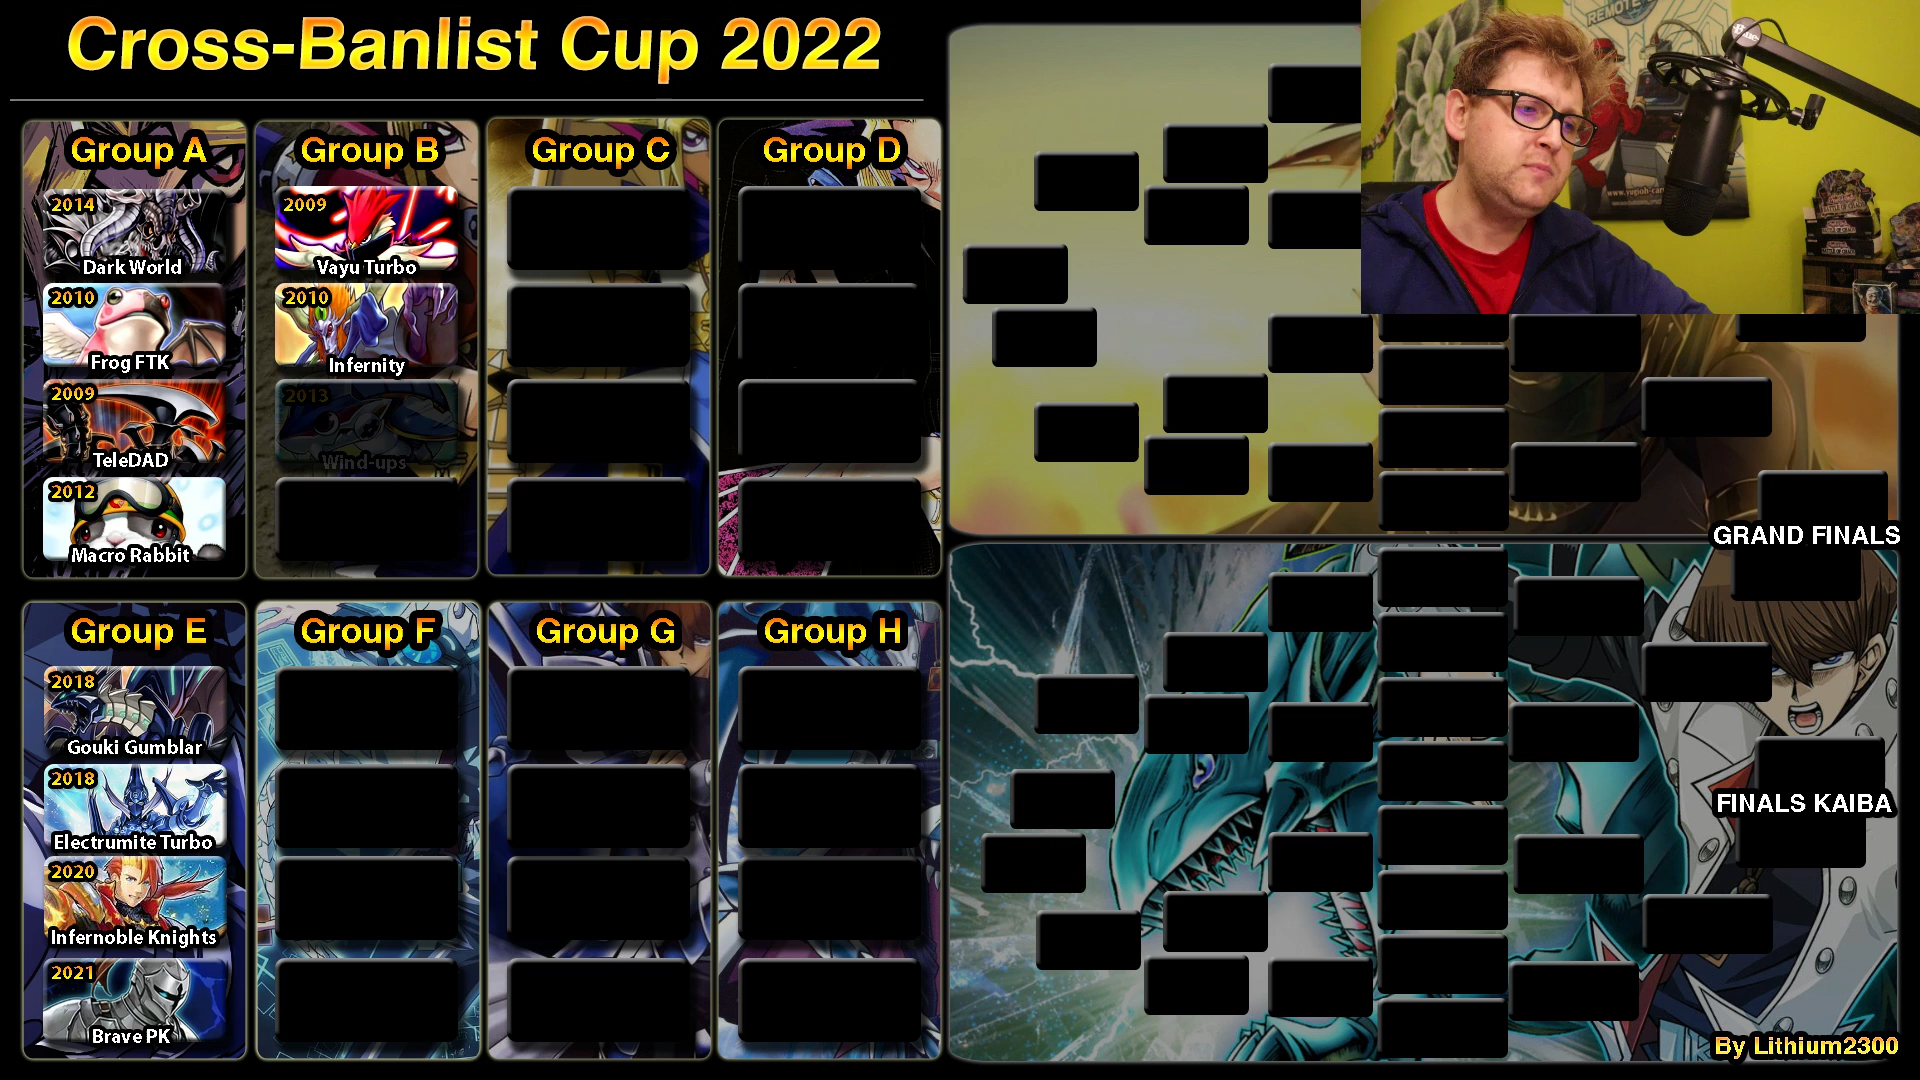 Cross-Banlist Cup 2022
Group A
2014
Dark World
2010
Frog FTK
2009
TeleDAD
2012
Macro Rabbit
Group B
2009
Vayu Turbo
2010
Infernity
2013
Wind-ups
Group C
Group D
Group E
2018
Gouki Gumblar
2018
Electrumite Turbo
2020
Infernoble Knights
2021
Brave PK
Group F
Group G
Group H
REMOTE
GRAND FINALS
FINALS KAIBA
By Lithium2300